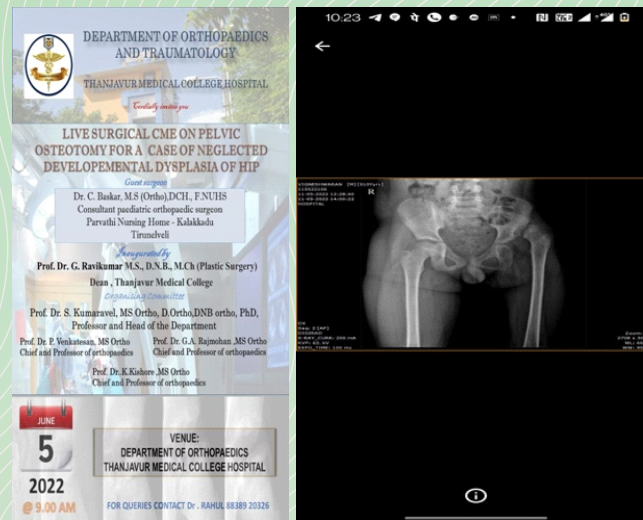 DEPARTMENT OF ORTHOPAEDICS
AND TRAUMATOLOGY
THANJAVUR MEDICAL COLLEGE HOSPITAL
Cordially invites you
LIVE SURGICAL CME ON PELVIC
OSTEOTOMY FOR A CASE OF NEGLECTED
DEVELOPEMENTAL DYSPLASIA OF HIP
Guest surgeon
Dr. C. Baskar, M.S (Ortho),DCH., F.NUHS
Consultant paediatric orthopaedic surgeon
Parvathi Nursing Home - Kalakkadu
Tirunelveli
Inaugurated by
Prof. Dr. G. Ravikumar M.S., D.N.B., M.Ch (Plastic Surgery)
Dean , Thanjavur Medical College
Organising Committee
Prof. Dr. S. Kumaravel, MS Ortho, D.Ortho,DNB ortho, PhD,
Professor and Head of the Department
Prof. Dr. P. Venkatesan, MS Ortho
Chief and Professor of orthopaedics
Prof. Dr. G.A. Rajmohan ,MS Ortho
Chief and Professor of orthopaedics
Prof. Dr..K.Kishore ,MS Ortho
Chief and Professor of orthopaedics
JUNE
5
2022
@ 9.00 AM
VENUE:
DEPARTMENT OF ORTHOPAEDICS
THANJAVUR MEDICAL COLLEGE HOSPITAL
FOR QUERIES CONTACT Dr . RAHUL 88389 20326
10:23
R
HOSPITAL